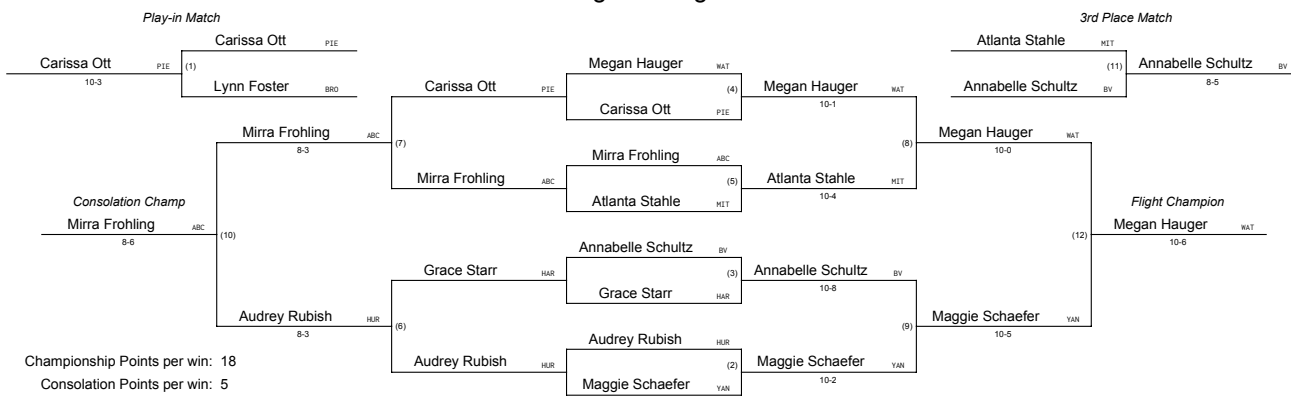 Play-in Match
3rd Place Match
Carissa Ott PIE
Carissa Ott PIE (1)
10-3
Lynn Foster BRO
Atlanta Stahle MIT
(11) Annabelle Schultz BV
8-5
Annabelle Schultz BV
Megan Hauger WAT
Carissa Ott PIE
(4) Megan Hauger WAT
10-1
Carissa Ott PIE
Mirra Frohling ABC
8-3
(7)
(8)
Megan Hauger WAT
10-0
Mirra Frohling ABC
Mirra Frohling ABC
(5) Atlanta Stahle MIT
10-4
Atlanta Stahle MIT
Consolation Champ
Mirra Frohling ABC
8-6
(10)
Flight Champion
(12) Megan Hauger WAT
10-6
Annabelle Schultz BV
Grace Starr HAR
(3) Annabelle Schultz BV
10-8
Grace Starr HAR
Audrey Rubish HUR
8-3
(6)
(9)
Maggie Schaefer YAN
10-5
Audrey Rubish HUR
Audrey Rubish HUR
(2) Maggie Schaefer YAN
10-2
Maggie Schaefer YAN
Championship Points per win: 18
Consolation Points per win: 5